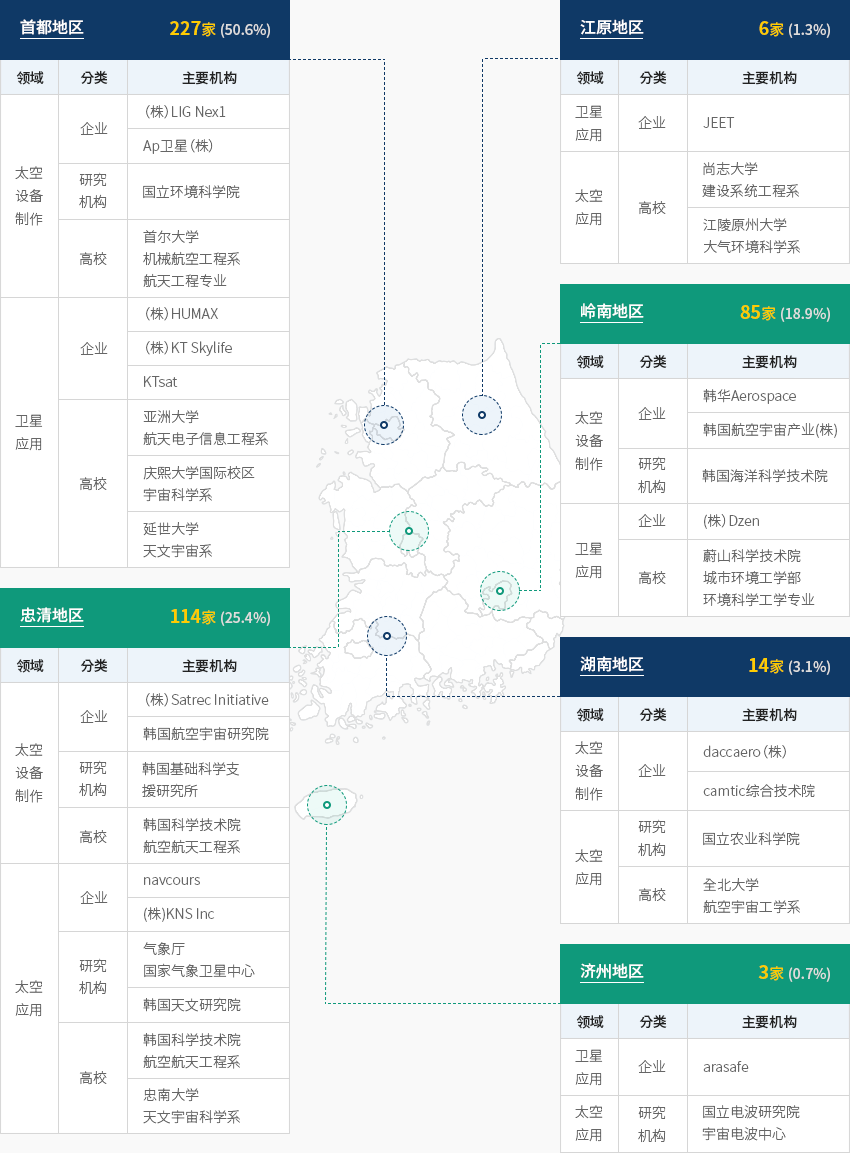 首都地区 227家 (50.6%)
领域 分类 主要机构
太空
设备
制作
企业
（株）LIG Nex1
Ap卫星（株）
研究
机构
国立环境科学院
高校
首尔大学
机械航空工程系
航天工程专业
卫星
应用
企业
（株）HUMAX
（株）KT Skylife
KTsat
高校
亚洲大学
航天电子信息工程系
庆熙大学国际校区
宇宙科学系
延世大学
天文宇宙系
忠清地区 114家 (25.4%)
领域 分类 主要机构
太空
设备
制作
企业
（株）Satrec Initiative
韩国航空宇宙研究院
研究
机构
韩国基础科学支
援研究所
高校
韩国科学技术院
航空航天工程系
太空
应用
企业
navcours
(株)KNS Inc
研究
机构
气象厅
国家气象卫星中心
韩国天文研究院
高校
韩国科学技术院
航空航天工程系
忠南大学
天文宇宙科学系
江原地区 6家 (1.3%)
领域 分类 主要机构
卫星
应用
企业
JEET
太空
应用
高校
尚志大学
建设系统工程系
江陵原州大学
大气环境科学系
岭南地区 85家 (18.9%)
领域 分类 主要机构
太空
设备
制作
企业
韩华Aerospace
韩国航空宇宙产业(株)
研究
机构
韩国海洋科学技术院
卫星
应用
企业
(株）Dzen
高校
蔚山科学技术院
城市环境工学部
环境科学工学专业
湖南地区 14家 (3.1%)
领域 分类 主要机构
太空
设备
制作
企业
daccaero（株）
camtic综合技术院
太空
应用
研究
机构
国立农业科学院
高校
全北大学
航空宇宙工学系
济州地区 3家 (0.7%)
领域 分类 主要机构
卫星
应用
企业
arasafe
太空
应用
研究
机构
国立电波研究院
宇宙电波中心